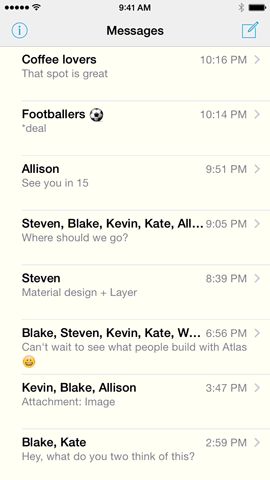 9:41 AM
Messages
Coffee lovers 10:16 PM
That spot is great
Footballers ⚽ 10:14 PM
*deal
Allison 9:51 PM
See you in 15
Steven, Blake, Kevin, Kate, All... 9:05 PM
Where should we go?
Steven 8:39 PM
Material design + Layer
Blake, Steven, Kevin, Kate, W... 6:56 PM
Can't wait to see what people build with Atlas
😀
Kevin, Blake, Allison 3:47 PM
Attachment: Image
Blake, Kate 2:59 PM
Hey, what do you two think of this?